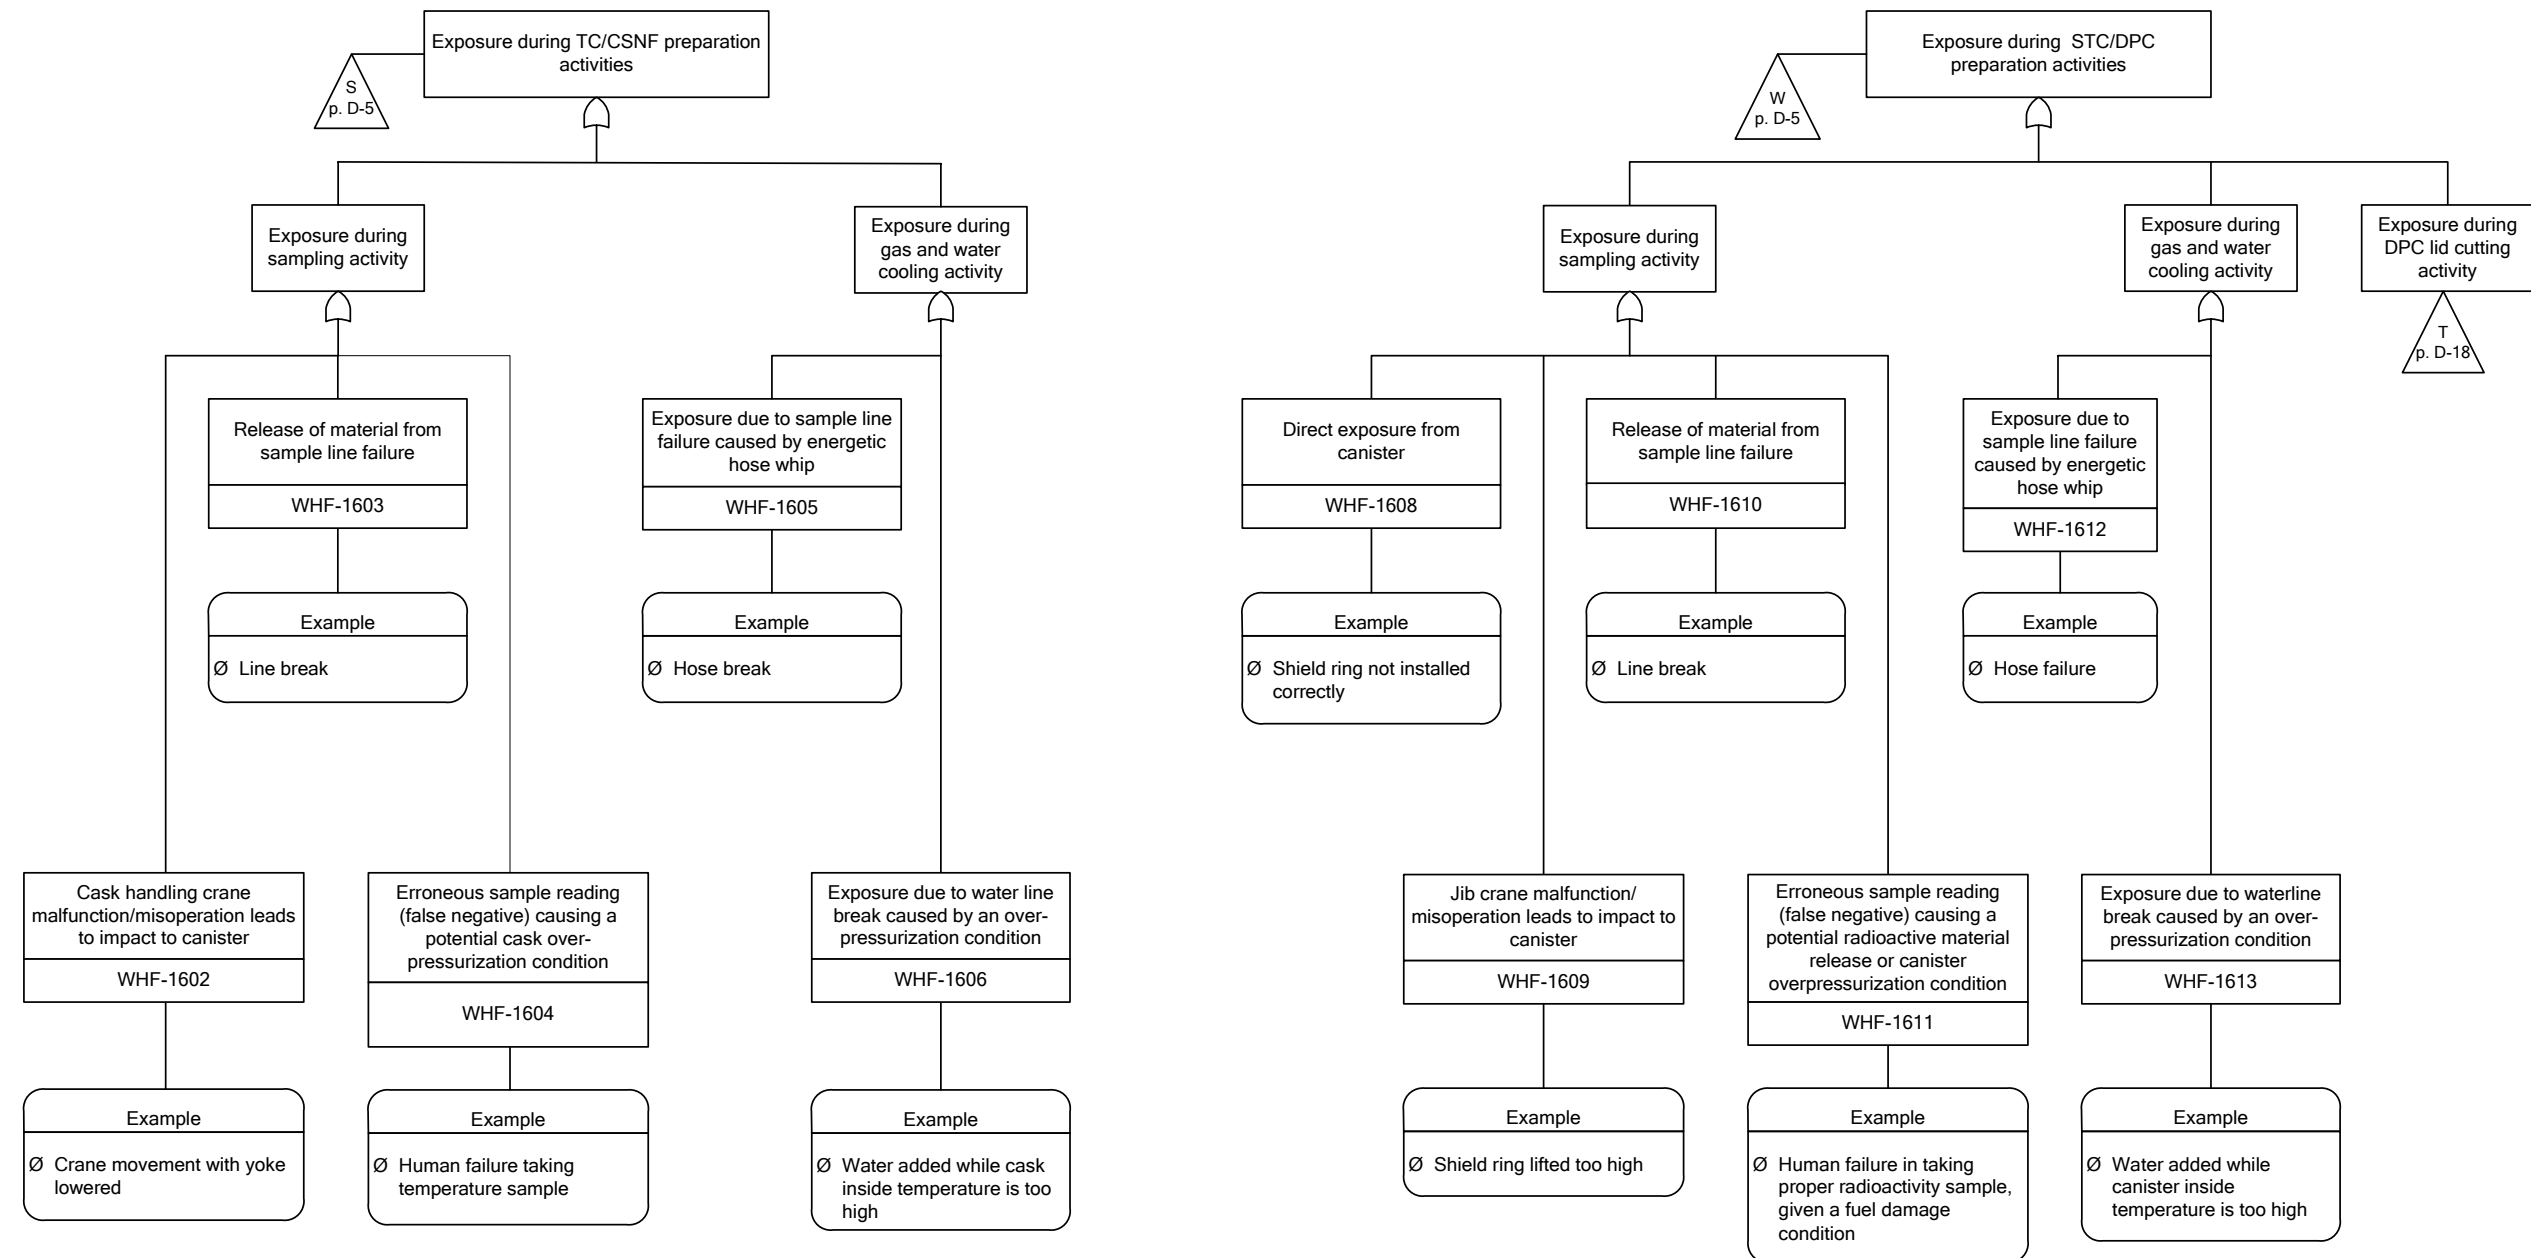 Exposure during TC/CSNF preparation
activities
S
p. D-5
Exposure during
sampling activity
Exposure during
gas and water
cooling activity
Release of material from
sample line failure
WHF-1603
Example
Ø Line break
Exposure due to sample line
failure caused by energetic
hose whip
WHF-1605
Example
Ø Hose break
Cask handling crane
malfunction/misoperation leads
to impact to canister
WHF-1602
Example
Ø Crane movement with yoke
lowered
Erroneous sample reading
(false negative) causing a
potential cask over-
pressurization condition
WHF-1604
Example
Ø Human failure taking
temperature sample
Exposure due to water line
break caused by an over-
pressurization condition
WHF-1606
Example
Ø Water added while cask
inside temperature is too
high
Exposure during STC/DPC
preparation activities
W
p. D-5
Exposure during
sampling activity
Exposure during
gas and water
cooling activity
Exposure during
DPC lid cutting
activity
T
p. D-18
Direct exposure from
canister
WHF-1608
Example
Ø Shield ring not installed
correctly
Release of material from
sample line failure
WHF-1610
Example
Ø Line break
Exposure due to
sample line failure
caused by energetic
hose whip
WHF-1612
Example
Ø Hose failure
Jib crane malfunction/
misoperation leads to impact to
canister
WHF-1609
Example
Ø Shield ring lifted too high
Erroneous sample reading
(false negative) causing a
potential radioactive material
release or canister
overpressurization condition
WHF-1611
Example
Ø Human failure in taking
proper radioactivity sample,
given a fuel damage
condition
Exposure due to waterline
break caused by an over-
pressurization condition
WHF-1613
Example
Ø Water added while
canister inside
temperature is too high